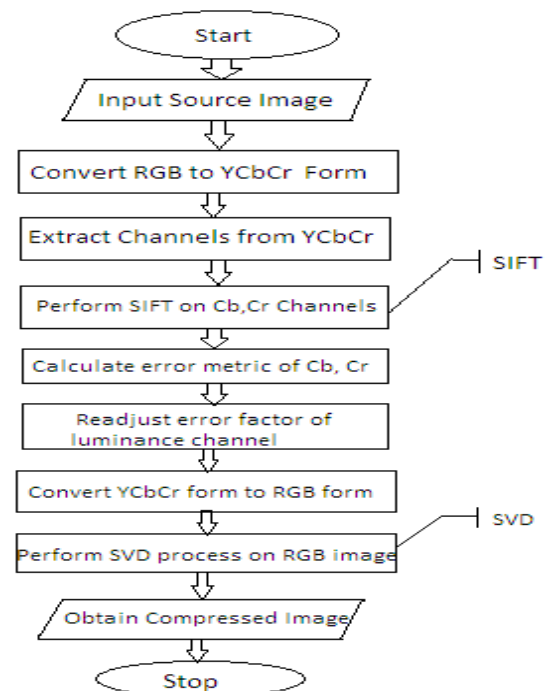 Start
Input Source Image
Convert RGB to YCbCr Form
Extract Channels from YCbCr
SIFT
Perform SIFT on Cb,Cr Channels
Calculate error metric of Cb, Cr
Readjust error factor of
luminance channel
Convert YCbCr form to RGB form
SVD
Perform SVD process on RGB image
Obtain Compressed Image
Stop